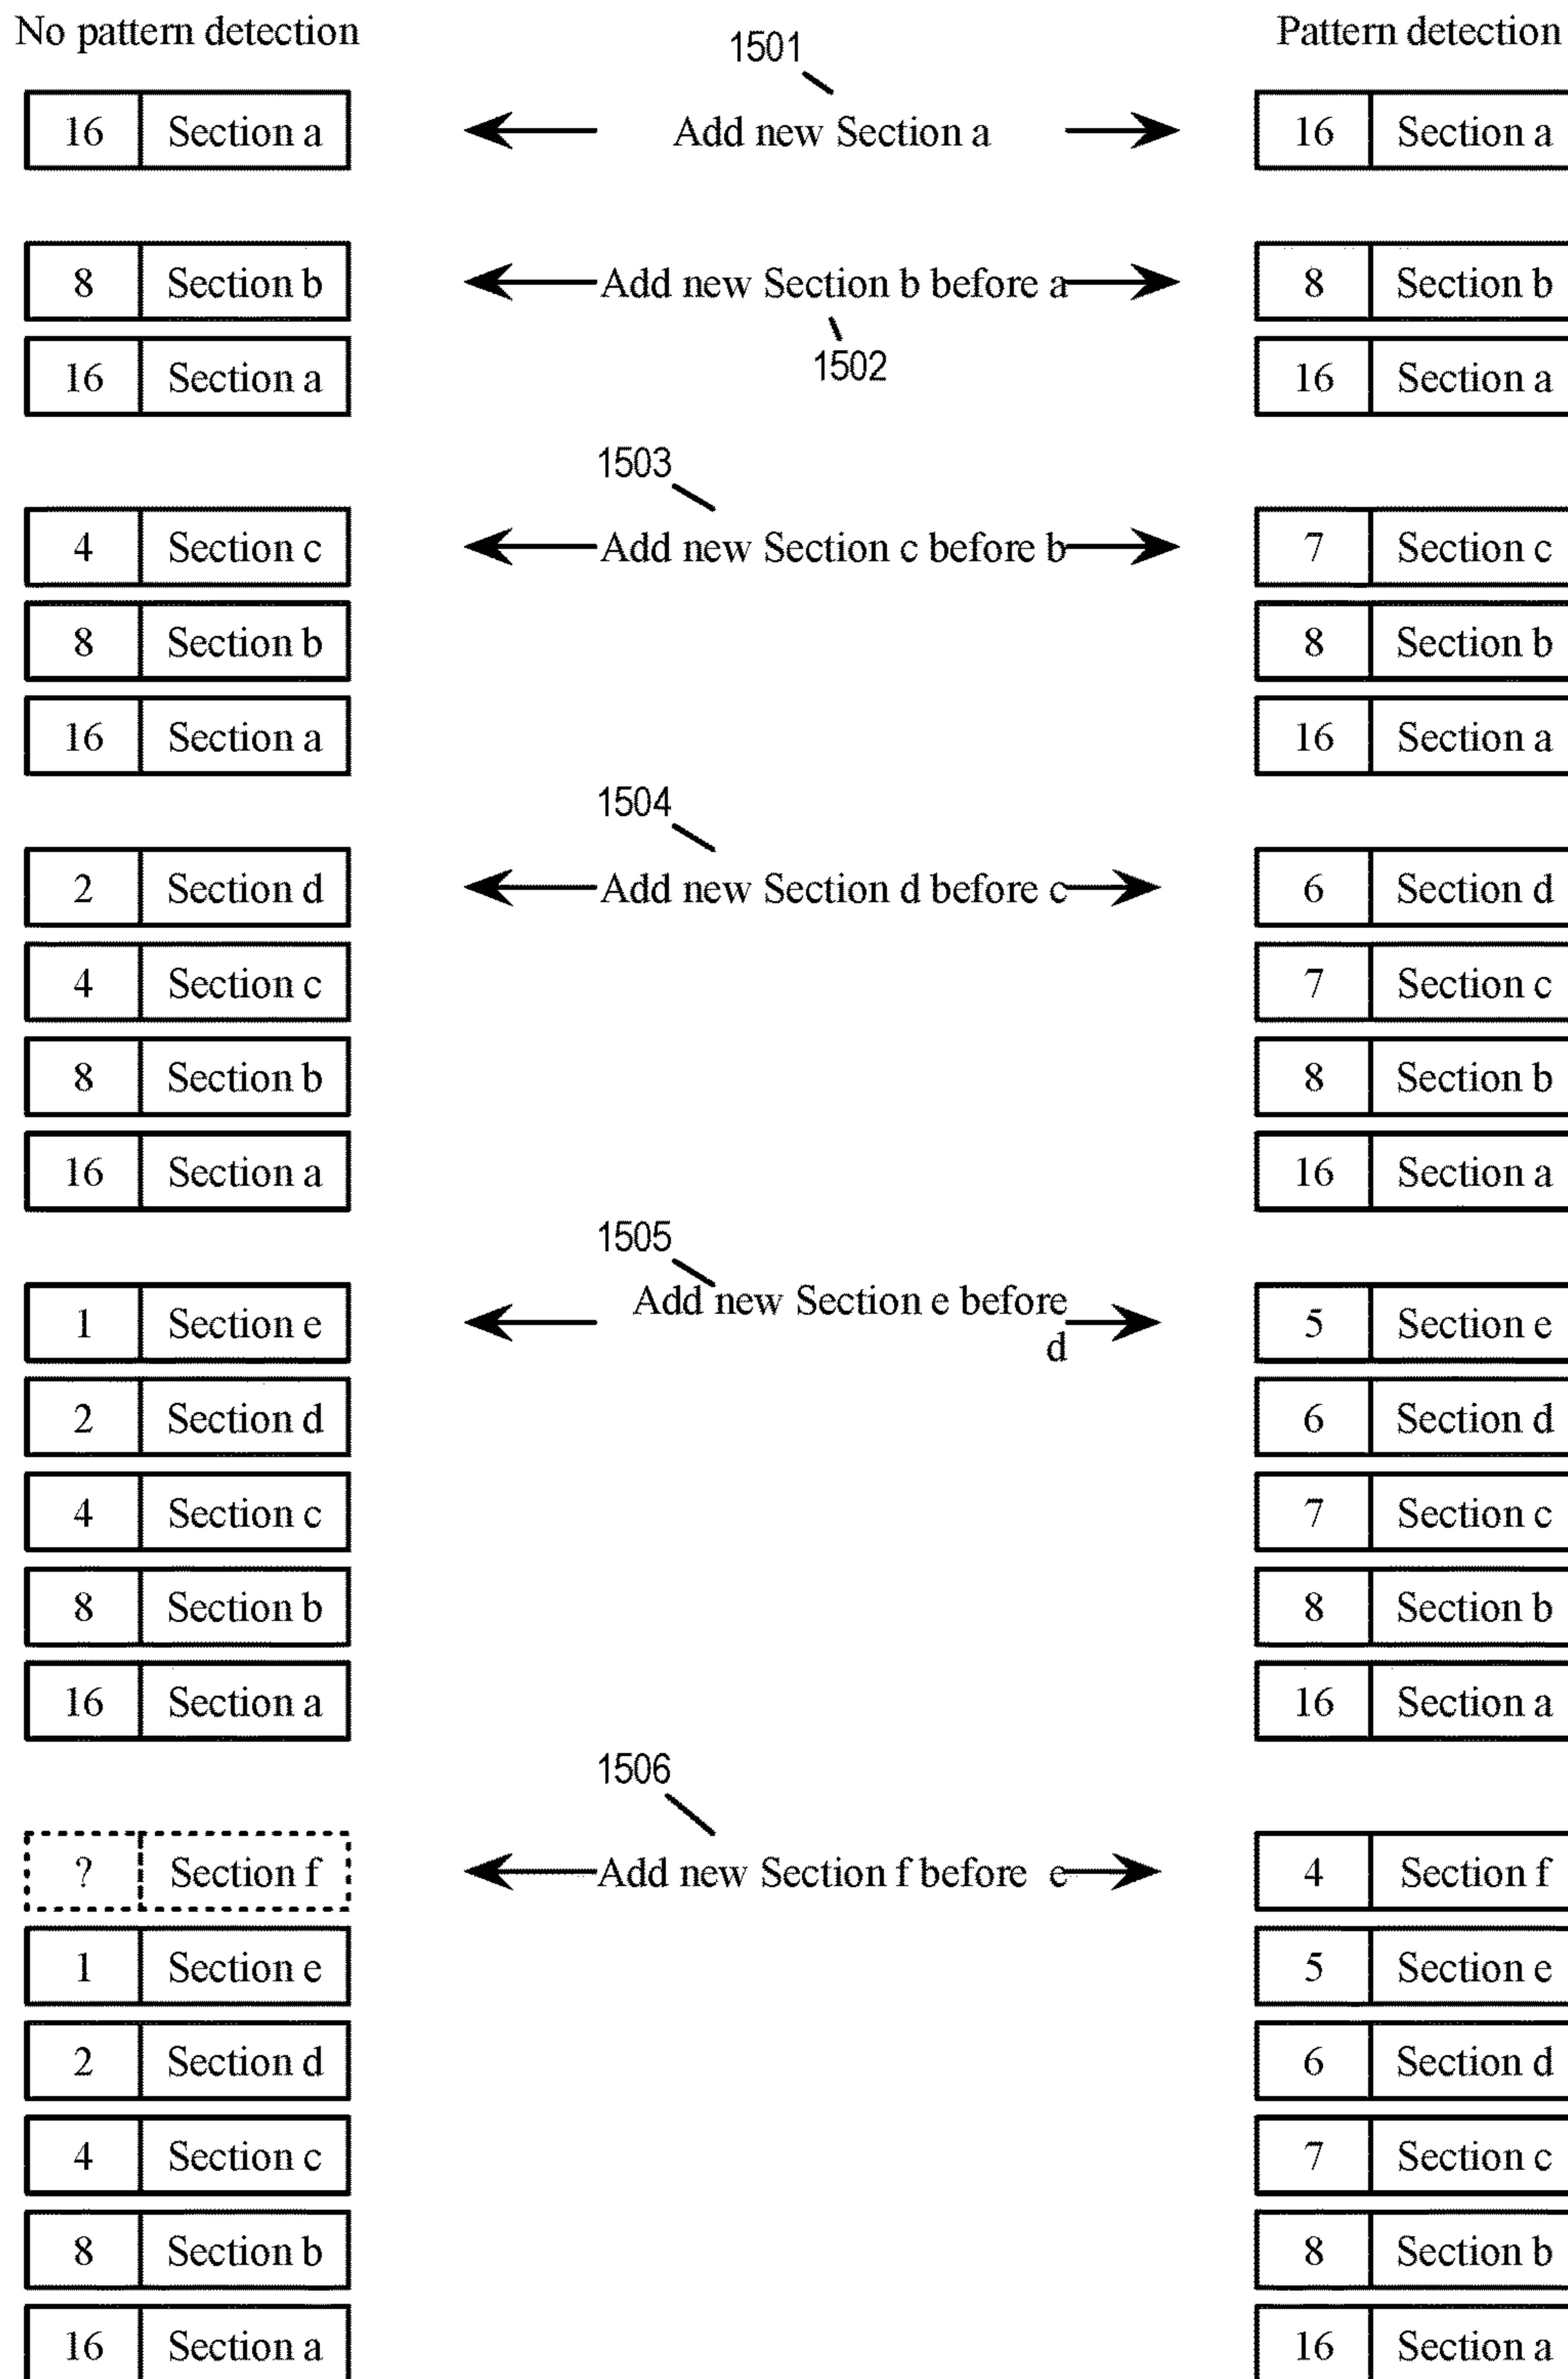 No pattern detection
Pattern detection
1501
16 Section a
Add new Section a
16 Section a
8 Section b
Add new Section b before a
8 Section b
1502
16 Section a
16 Section a
1503
4 Section c
Add new Section c before b
7 Section c
8 Section b
8 Section b
16 Section a
16 Section a
1504
2 Section d
Add new Section d before c
6 Section d
4 Section c
7 Section c
8 Section b
8 Section b
16 Section a
16 Section a
1505
1 Section e
Add new Section e before
d
5 Section e
2 Section d
6 Section d
4 Section c
7 Section c
8 Section b
8 Section b
16 Section a
16 Section a
1506
? Section f
Add new Section f before e
4 Section f
1 Section e
5 Section e
2 Section d
6 Section d
4 Section c
7 Section c
8 Section b
8 Section b
16 Section a
16 Section a